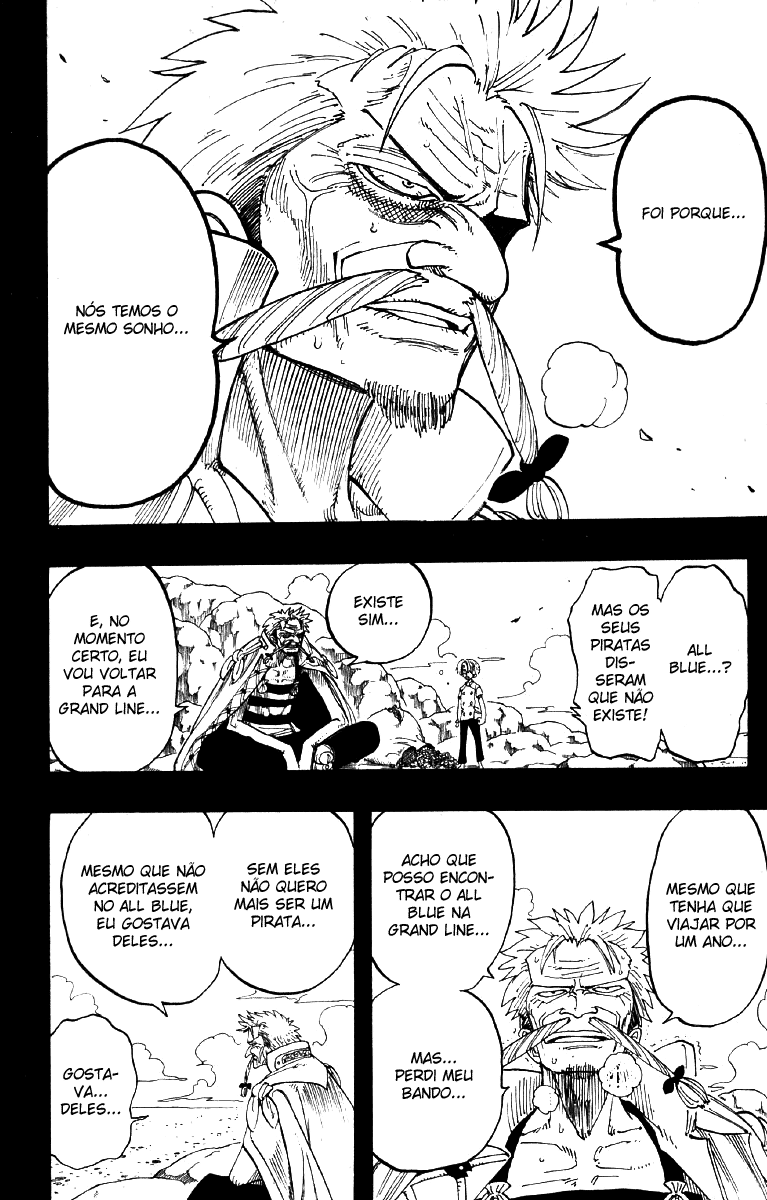 FOI PORQUE...
NÓS TEMOS O
MESMO SONHO...
ALL
BLUE...?
MAS OS
SEUS
PIRATAS
DIS-
SERAM
QUE NÃO
EXISTE!
EXISTE
SIM...
E, NO
MOMENTO
CERTO, EU
VOU VOLTAR
PARA A
GRAND LINE...
MESMO QUE
TENHA QUE
VIAJAR POR
UM ANO...
ACHO QUE
POSSO ENCON-
TRAR O ALL
BLUE NA
GRAND LINE...
MAS...
PERDI MEU
BANDO...
SEM ELES
NÃO QUERO
MAIS SER UM
PIRATA...
MESMO QUE NÃO
ACREDITASSEM
NO ALL BLUE,
EU GOSTAVA
DELES...
GOSTA-
VA...
DELES...